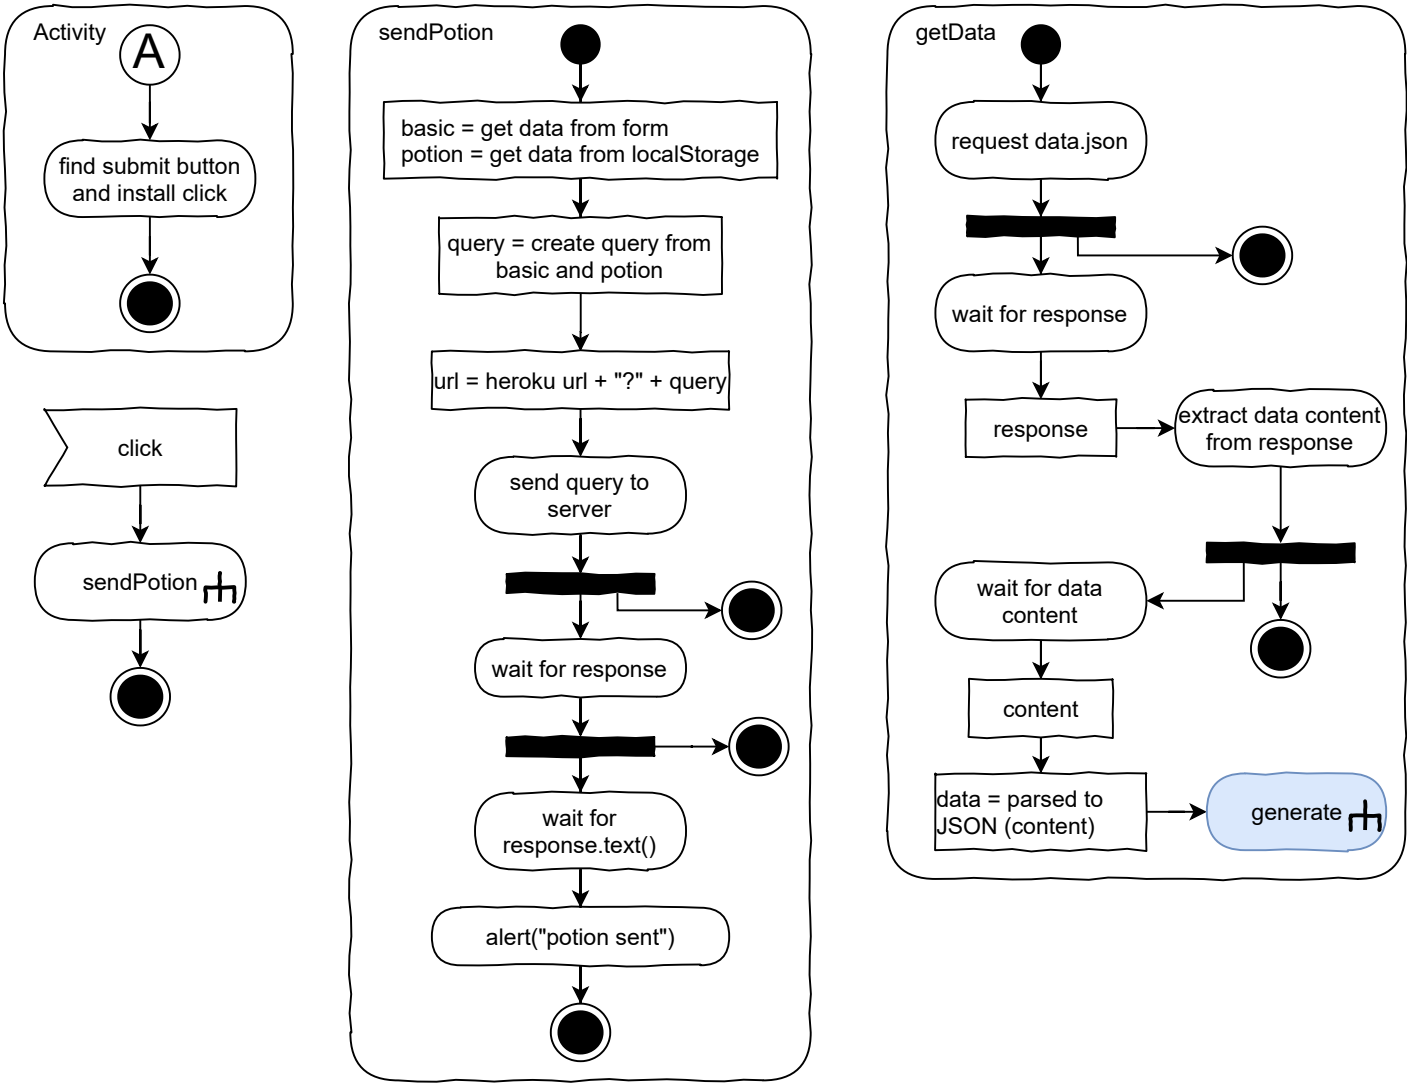 Activity
A
find submit button
and install click
click
sendPotion
sendPotion
basic = get data from form
potion = get data from localStorage
query = create query from
basic and potion
url = heroku url + "?" + query
send query to
server
wait for response
wait for
response.text()
alert("potion sent")
getData
request data.json
wait for response
response
extract data content
from response
wait for data
content
content
data = parsed to
JSON (content)
generate